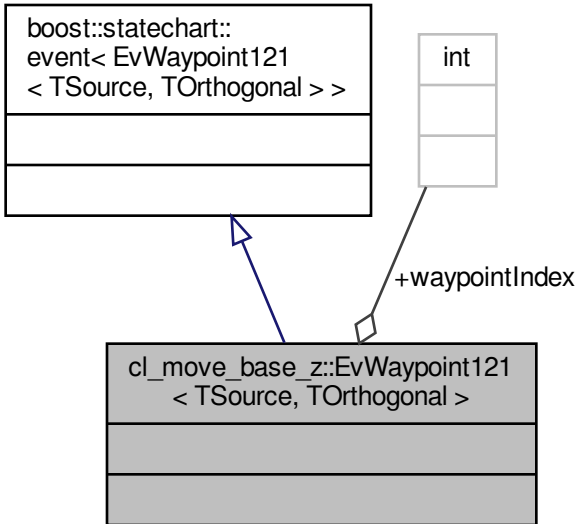 boost::statechart::
event< EvWaypoint121
< TSource, TOrthogonal > >
int
+waypointIndex
cl_move_base_z::EvWaypoint121
< TSource, TOrthogonal >